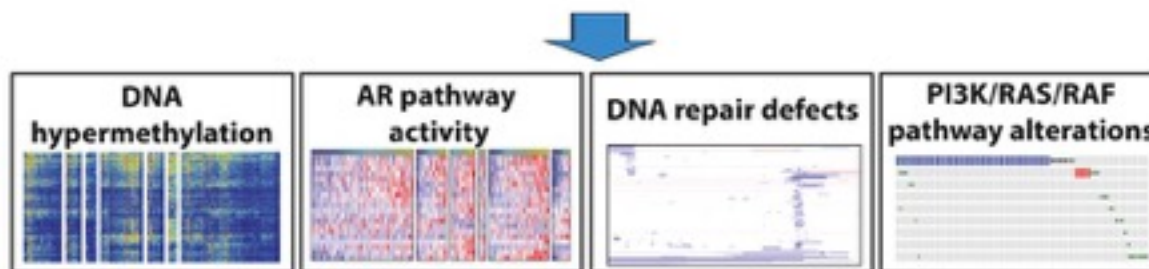 DNA
hypermethylation
AR pathway
activity
DNA repair defects
PI3K/RAS/RAF
pathway alterations